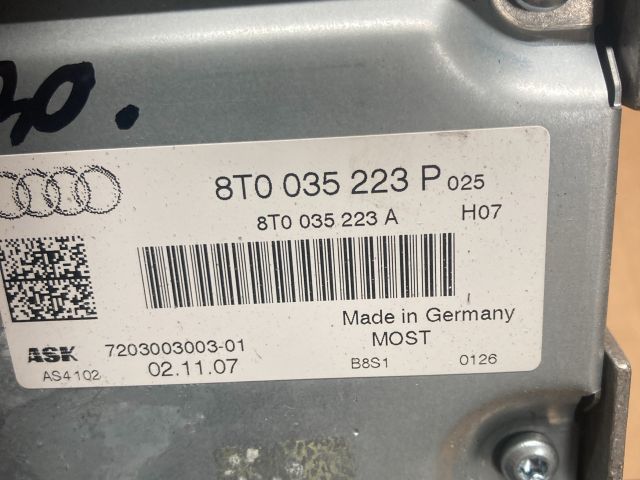 30.
8T0 035 223 P 025
8T0 035 223 A H07
Made in Germany
ASK 7203003003-01 MOST
AS4102 02.11.07 B8S1 0126